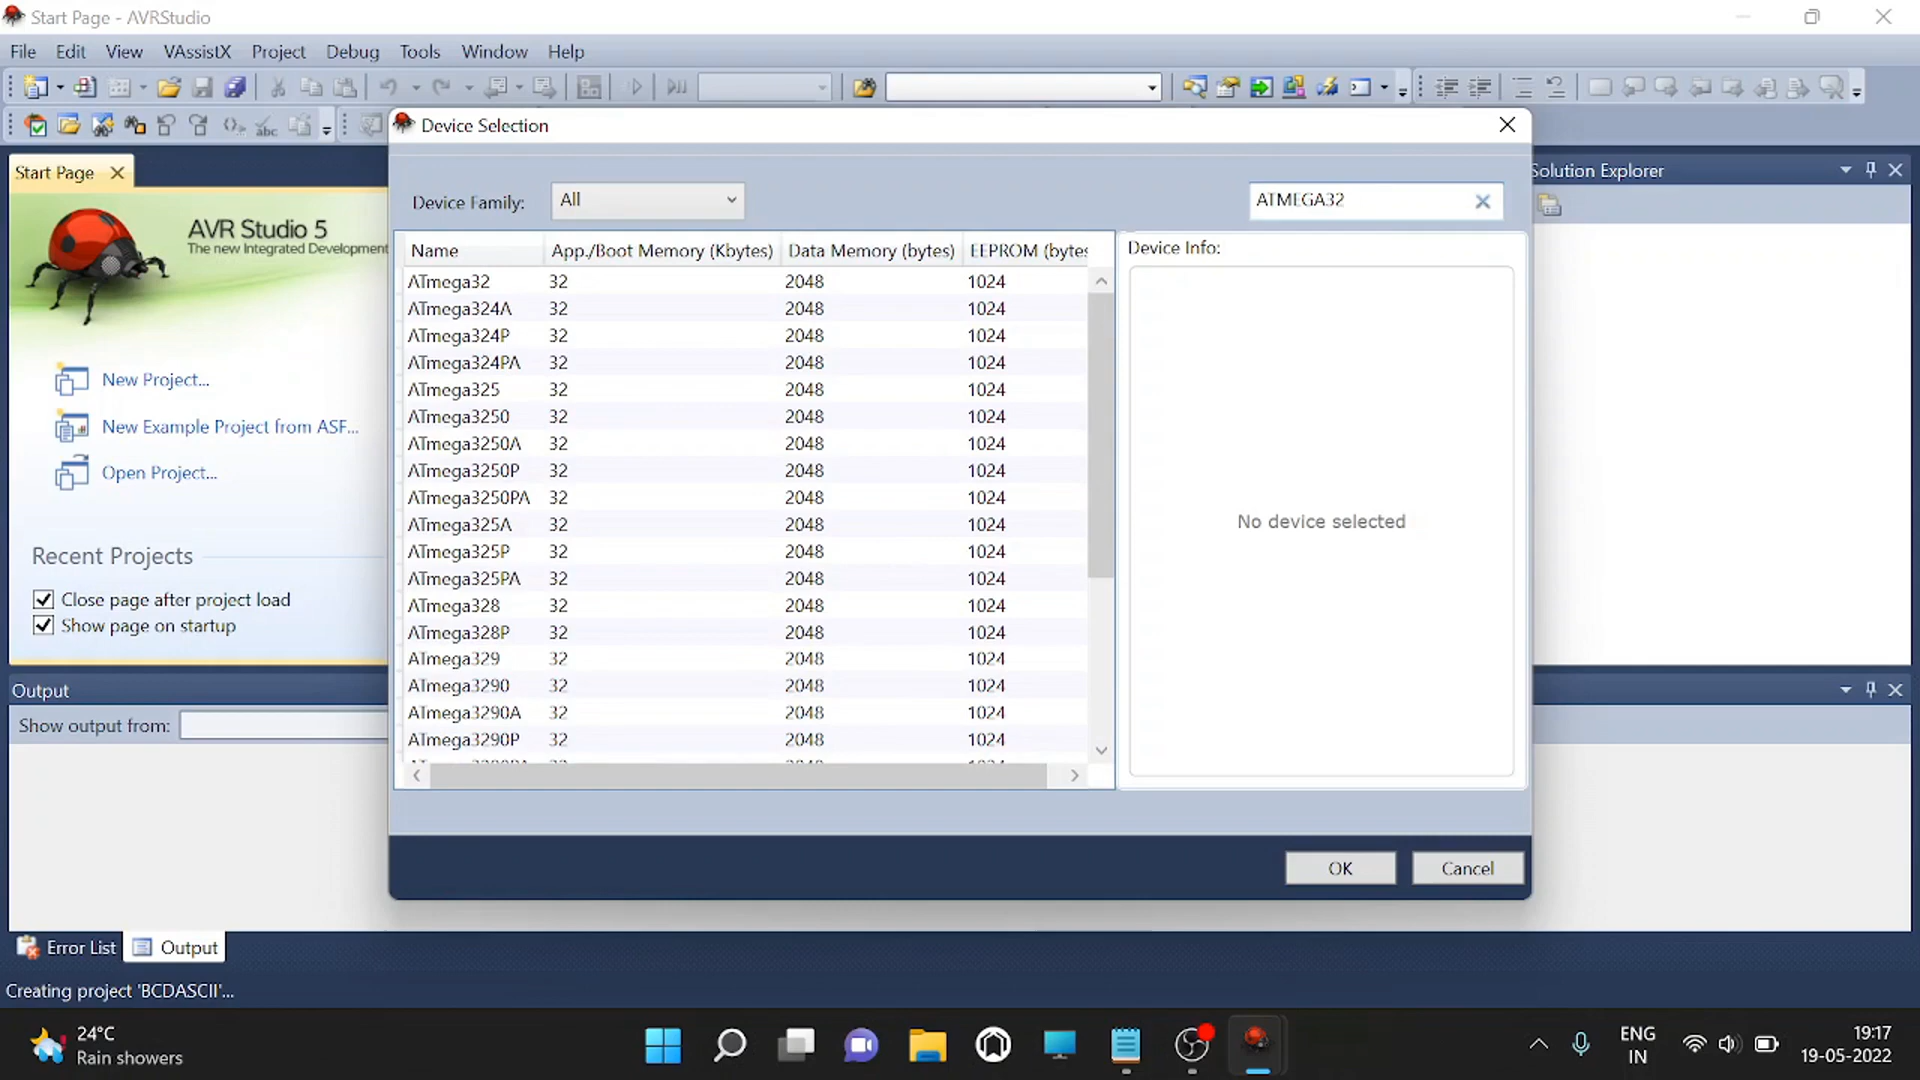 Start Page - AVRStudio
File Edit View VAssistX Project Debug Tools Window Help
Device Selection
Start Page
Solution Explorer
Device Family: All ATMEGA32
AVR Studio 5
The new Integrated Development
Name App./Boot Memory (Kbytes) Data Memory (bytes) EEPROM (bytes
Device Info:
ATmega32 32 2048 1024
ATmega324A 32 2048 1024
ATmega324P 32 2048 1024
ATmega324PA 32 2048 1024
ATmega325 32 2048 1024
ATmega3250 32 2048 1024
ATmega3250A 32 2048 1024
ATmega3250P 32 2048 1024
ATmega3250PA 32 2048 1024
ATmega325A 32 2048 1024
ATmega325P 32 2048 1024
ATmega325PA 32 2048 1024
ATmega328 32 2048 1024
ATmega328P 32 2048 1024
ATmega329 32 2048 1024
ATmega3290 32 2048 1024
ATmega3290A 32 2048 1024
ATmega3290P 32 2048 1024
No device selected
New Project...
New Example Project from ASF...
Open Project...
Recent Projects
Close page after project load
Show page on startup
Output
Show output from:
OK Cancel
Error List Output
Creating project 'BCDASCII'...
24°C
Rain showers
ENG
IN
19:17
19-05-2022